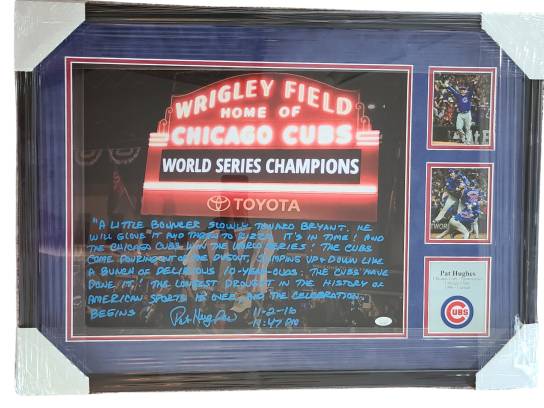 WRIGLEY FIELD
HOME OF
CHICAGO CUBS
WORLD SERIES CHAMPIONS
TOYOTA
"A LITTLE BOUNCER SLOWLY TOWARD BRYANT. HE
WILL GLOVE IT AND THROW TO RIZZO. IT'S IN TIME! AND
THE CHICAGO CUBS WIN THE WORLD SERIES! THE CUBS
COME POURING OUT OF THE DUGOUT, JUMPING UP & DOWN LIKE
A BUNCH OF DELIRIOUS 10-YEAR-OLDS. THE CUBS HAVE
DONE IT! THE LONGEST DROUGHT IN THE HISTORY OF
AMERICAN SPORTS IS OVER, AND THE CELEBRATION
BEGINS
Pat Hughes
11-2-16
11:47 PM
Pat Hughes
CUBS